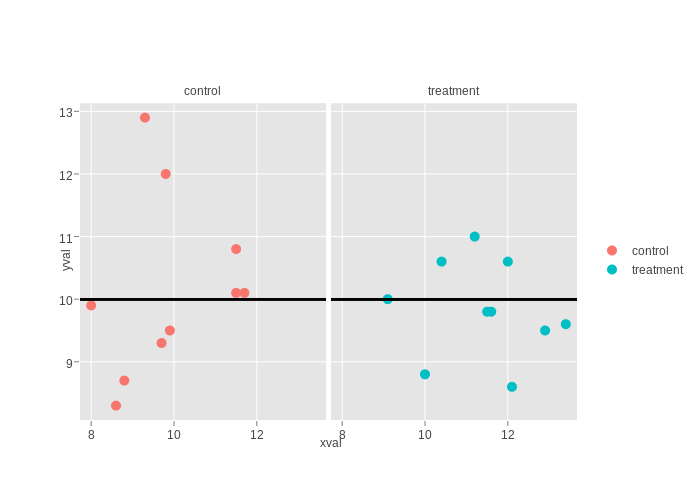 control treatment
13
12
11
10
9
yval
control
treatment
8 10 12 8 10 12
xval